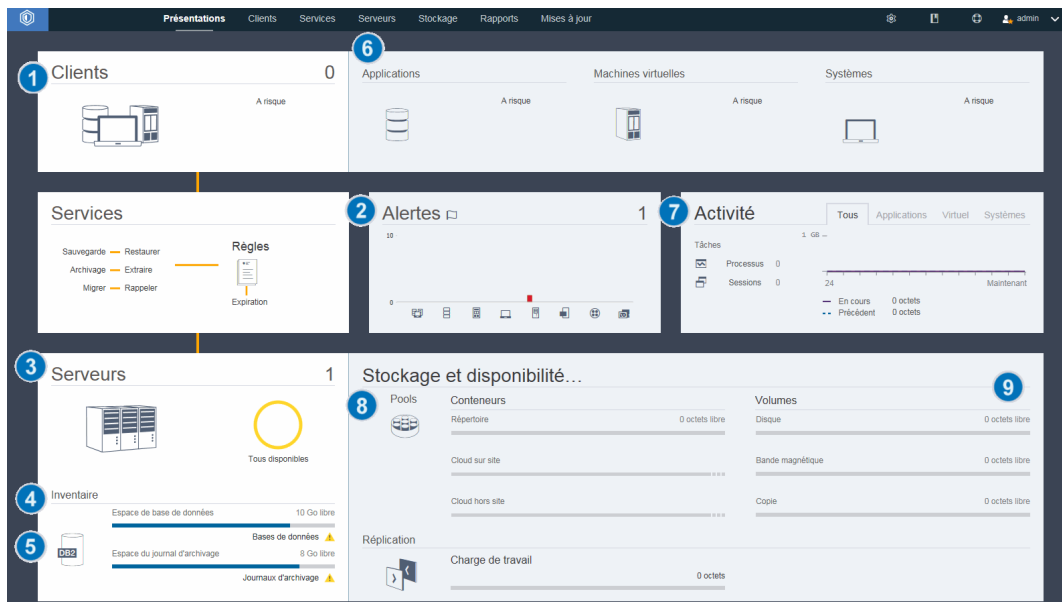 Présentations Clients Services Serveurs Stockage Rapports Mises à jour admin
6
1 Clients 0
Applications Machines virtuelles Systèmes
A risque A risque A risque A risque
Services
2 Alertes 1
7 Activité Tous Applications Virtuel Systèmes
10
1 GB
Tâches
Sauvegarde Restaurer
Archivage Extraire
Migrer Rappeler
Règles
Expiration
0
Processus 0
Sessions 0
24 Maintenant
En cours 0 octets
Précédent 0 octets
3 Serveurs 1
Tous disponibles
Stockage et disponibilité...
9
8 Pools Conteneurs Volumes
Répertoire 0 octets libre Disque 0 octets libre
Cloud sur site Bande magnétique 0 octets libre
Cloud hors site Copie 0 octets libre
4 Inventaire
Espace de base de données 10 Go libre
Bases de données
5 DB2
Espace du journal d'archivage 8 Go libre
Journaux d'archivage
Réplication
Charge de travail
0 octets